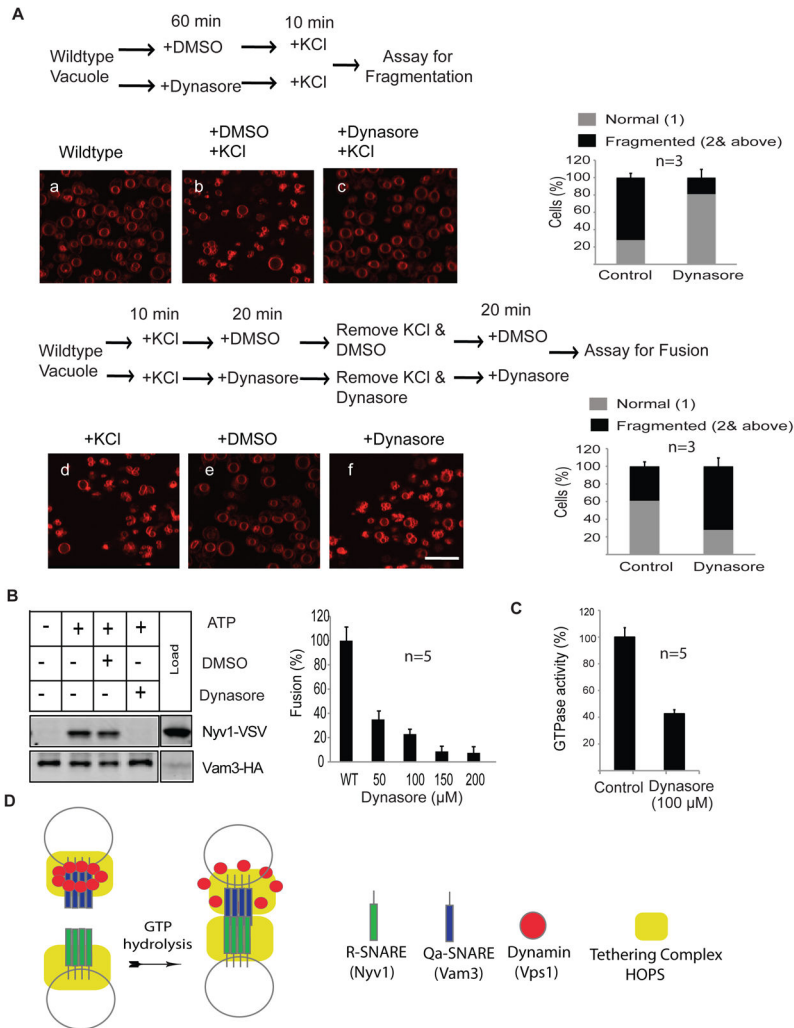 A
60 min 10 min
Wildtype Vacuole +DMSO +KCl
+Dynasore +KCl
Assay for Fragmentation
Wildtype
+DMSO +KCl
+Dynasore +KCl
a b c
Normal (1)
Fragmented (2& above)
n=3
Cells (%)
120
100
80
60
40
20
Control Dynasore
10 min 20 min 20 min
Wildtype Vacuole +KCl +DMSO Remove KCl & DMSO +DMSO
+KCl +Dynasore Remove KCl & Dynasore +Dynasore
Assay for Fusion
+KCl +DMSO +Dynasore
d e f
Normal (1)
Fragmented (2& above)
n=3
Cells (%)
120
100
80
60
40
20
Control Dynasore
B
- + + + ATP
- - + - DMSO
- - - + Dynasore
Load
Nyv1-VSV
Vam3-HA
Fusion (%)
120
100
80
60
40
20
0
n=5
WT 50 100 150 200
Dynasore (µM)
C
GTPase activity (%)
120
100
80
60
40
20
n=5
Control Dynasore
(100 µM)
D
GTP
hydrolysis
R-SNARE
(Nyv1)
Qa-SNARE
(Vam3)
Dynamin
(Vps1)
Tethering Complex
HOPS